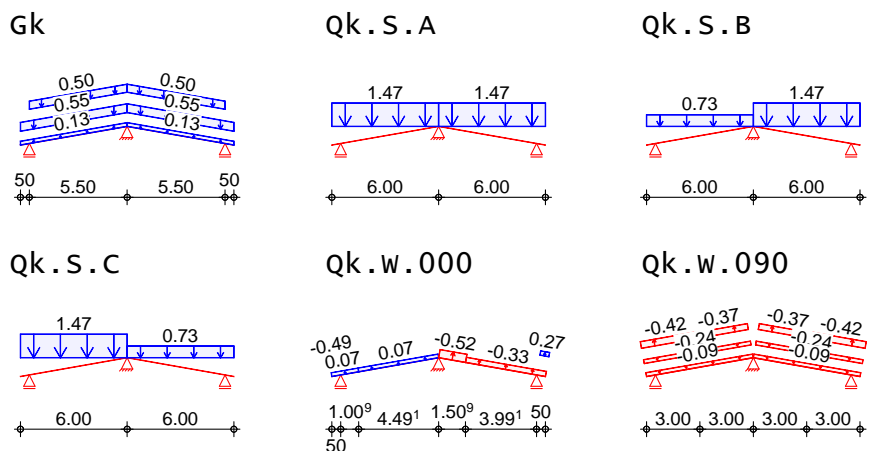 Gk
0.50 0.50
0.55 0.55
0.13 0.13
50 5.50 5.50 50
Qk.S.A
1.47 1.47
6.00 6.00
Qk.S.B
0.73 1.47
6.00 6.00
Qk.S.C
1.47 0.73
6.00 6.00
Qk.W.000
-0.49 -0.52 0.27
0.07 0.07 -0.33
1.00⁹ 4.49¹ 1.50⁹ 3.99¹ 50
50
Qk.W.090
-0.42 -0.37 -0.37 -0.42
-0.24 -0.24
-0.09 -0.09
3.00 3.00 3.00 3.00